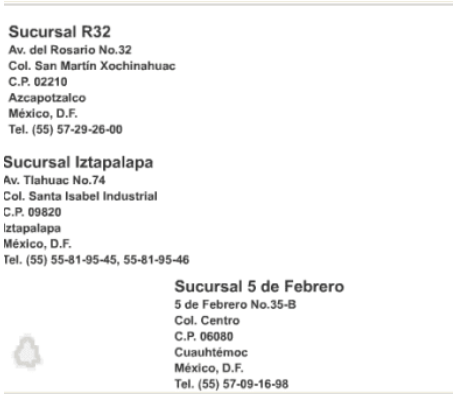 Sucursal R32
Av. del Rosario No.32
Col. San Martín Xochinahuac
C.P. 02210
Azcapotzalco
México, D.F.
Tel. (55) 57-29-26-00
Sucursal Iztapalapa
Av. Tlahuac No.74
Col. Santa Isabel Industrial
C.P. 09820
Iztapalapa
México, D.F.
Tel. (55) 55-81-95-45, 55-81-95-46
Sucursal 5 de Febrero
5 de Febrero No.35-B
Col. Centro
C.P. 06080
Cuauhtémoc
México, D.F.
Tel. (55) 57-09-16-98